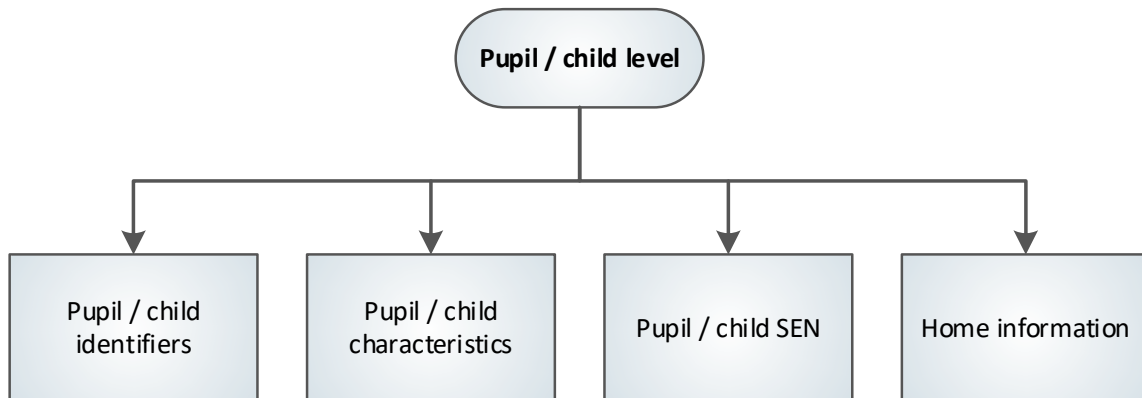 Pupil / child level
Pupil / child
identifiers
Pupil / child
characteristics
Pupil / child SEN
Home information